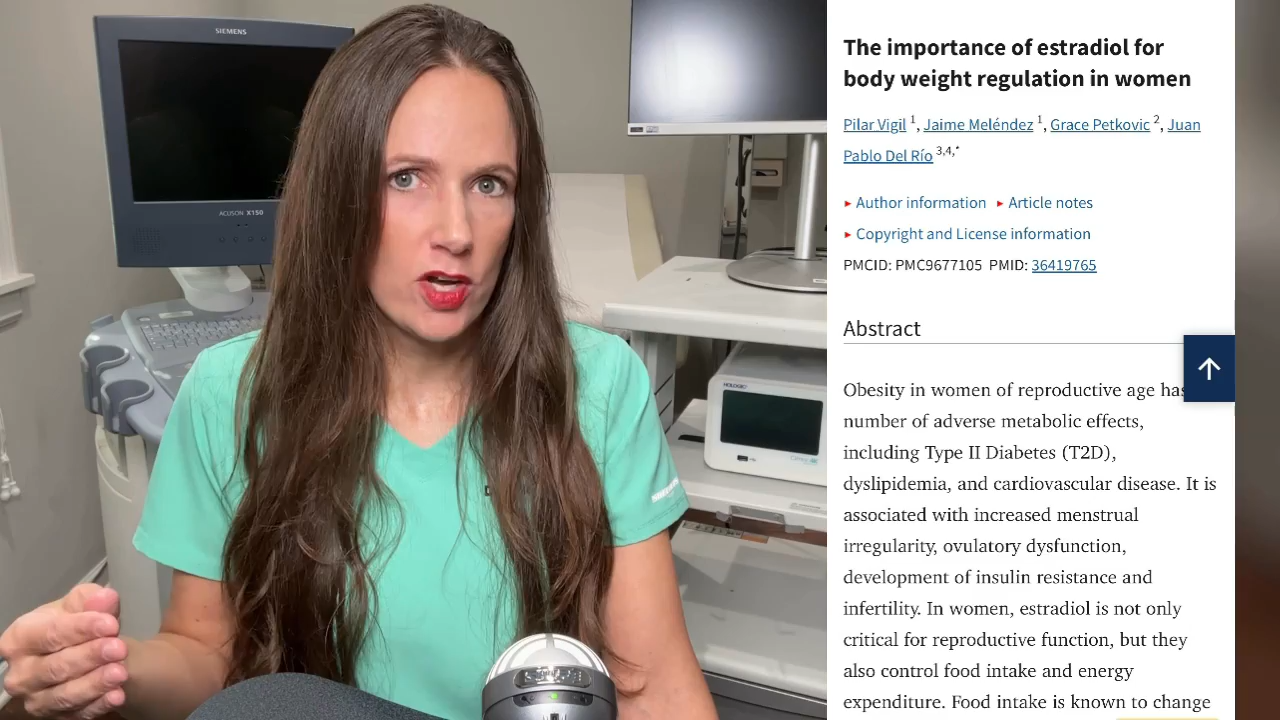 SIEMENS
ACUSON X150
HOLOGIC
The importance of estradiol for
body weight regulation in women
Pilar Vigil 1, Jaime Meléndez 1, Grace Petkovic 2, Juan
Pablo Del Río 3,4,*
▸ Author information ▸ Article notes
▸ Copyright and License information
PMCID: PMC9677105 PMID: 36419765
Abstract
Obesity in women of reproductive age has
number of adverse metabolic effects,
including Type II Diabetes (T2D),
dyslipidemia, and cardiovascular disease. It is
associated with increased menstrual
irregularity, ovulatory dysfunction,
development of insulin resistance and
infertility. In women, estradiol is not only
critical for reproductive function, but they
also control food intake and energy
expenditure. Food intake is known to change